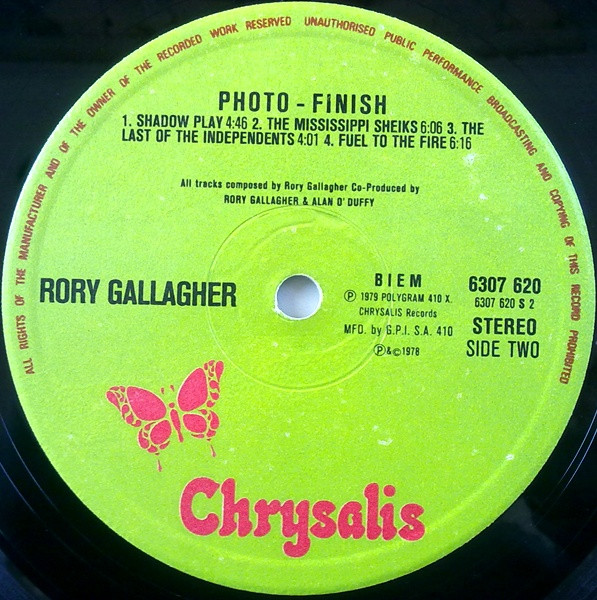 ALL RIGHTS OF THE MANUFACTURER AND OF THE OWNER OF THE RECORDED WORK RESERVED UNAUTHORISED PUBLIC PERFORMANCE BROADCASTING AND COPYING OF THIS RECORD PROHIBITED
PHOTO - FINISH
1. SHADOW PLAY 4:46 2. THE MISSISSIPPI SHEIKS 6:06 3. THE
LAST OF THE INDEPENDENTS 4:01 4. FUEL TO THE FIRE 6:16
All tracks composed by Rory Gallagher Co-Produced by
RORY GALLAGHER & ALAN O' DUFFY
RORY GALLAGHER
BIEM
Ⓟ 1979 POLYGRAM 410 X.
CHRYSALIS Records
MFD. by G.P.I. S.A. 410
Ⓟ&©1978
6307 620
6307 620 S 2
STEREO
SIDE TWO
Chrysalis